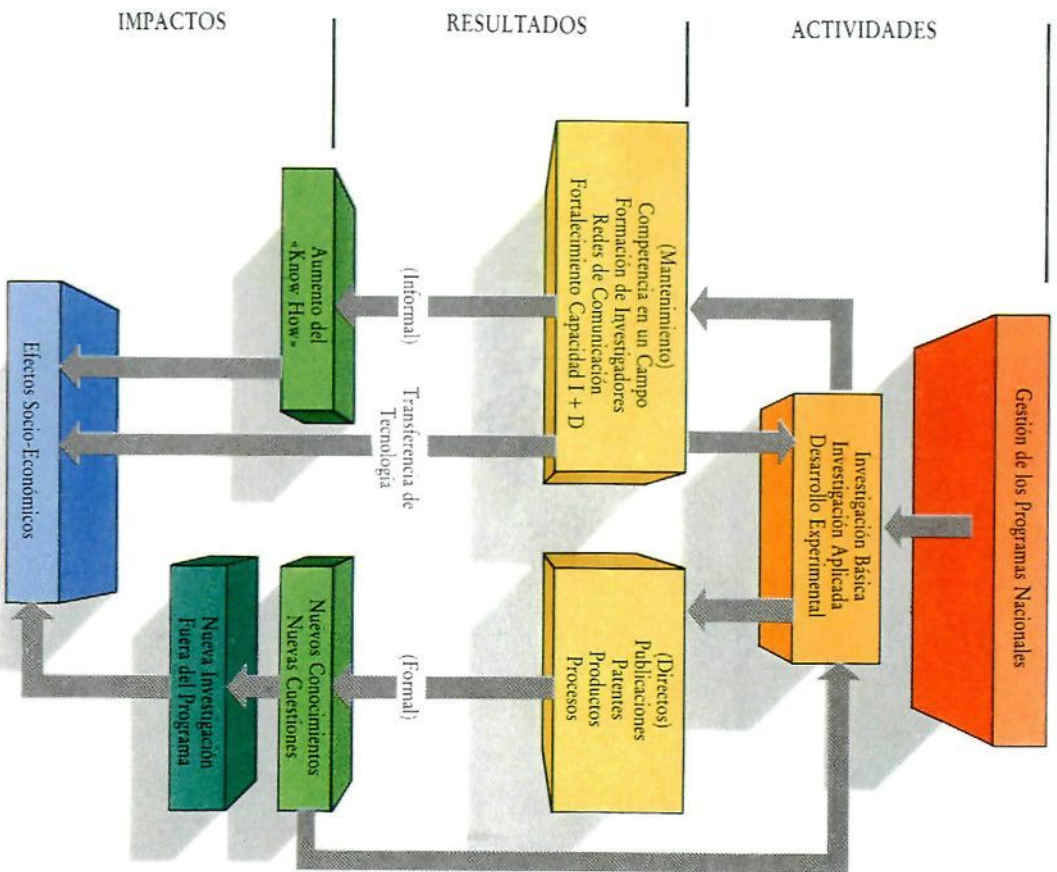 ACTIVIDADES
RESULTADOS
IMPACTOS
Gestión de los Programas Nacionales
Investigación Básica
Investigación Aplicada
Desarrollo Experimental
(Mantenimiento)
Competencia en un Campo
Formación de Investigadores
Redes de Comunicación
Fortalecimiento Capacidad I + D
(Directos)
Publicaciones
Patentes
Productos
Procesos
(Informal)
Transferencia de
Tecnología
(Formal)
Aumento del
«Know How»
Nuevos Conocimientos
Nuevas Cuestiones
Nueva Investigación
Fuera del Programa
Efectos Socio-Económicos